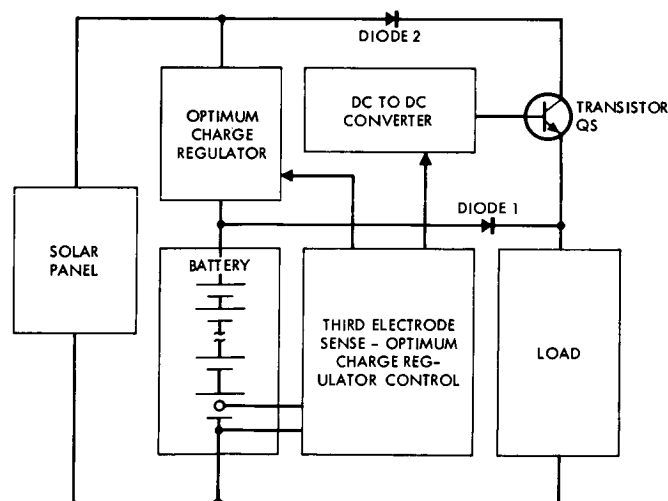 DIODE 2
OPTIMUM
CHARGE
REGULATOR
DC TO DC
CONVERTER
TRANSISTOR
QS
DIODE 1
SOLAR
PANEL
BATTERY
THIRD ELECTRODE
SENSE - OPTIMUM
CHARGE REG-
ULATOR CONTROL
LOAD